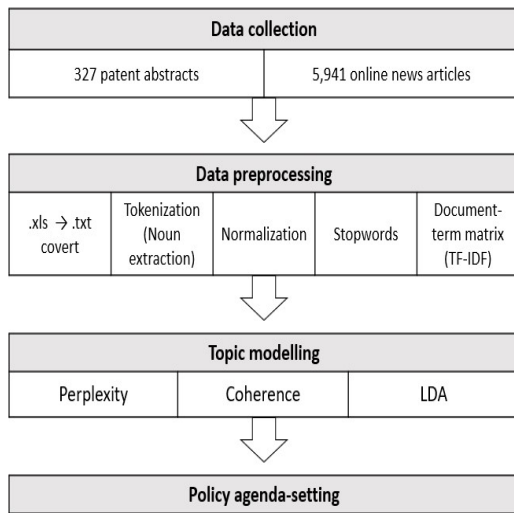 Data collection
327 patent abstracts
5,941 online news articles
Data preprocessing
.xls → .txt
covert
Tokenization
(Noun
extraction)
Normalization
Stopwords
Document-
term matrix
(TF-IDF)
Topic modelling
Perplexity
Coherence
LDA
Policy agenda-setting